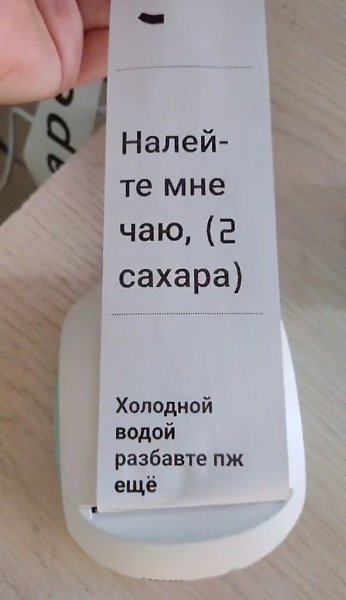 Налей-
те мне
чаю, (2
сахара)
Холодной
водой
разбавте пж
ещё